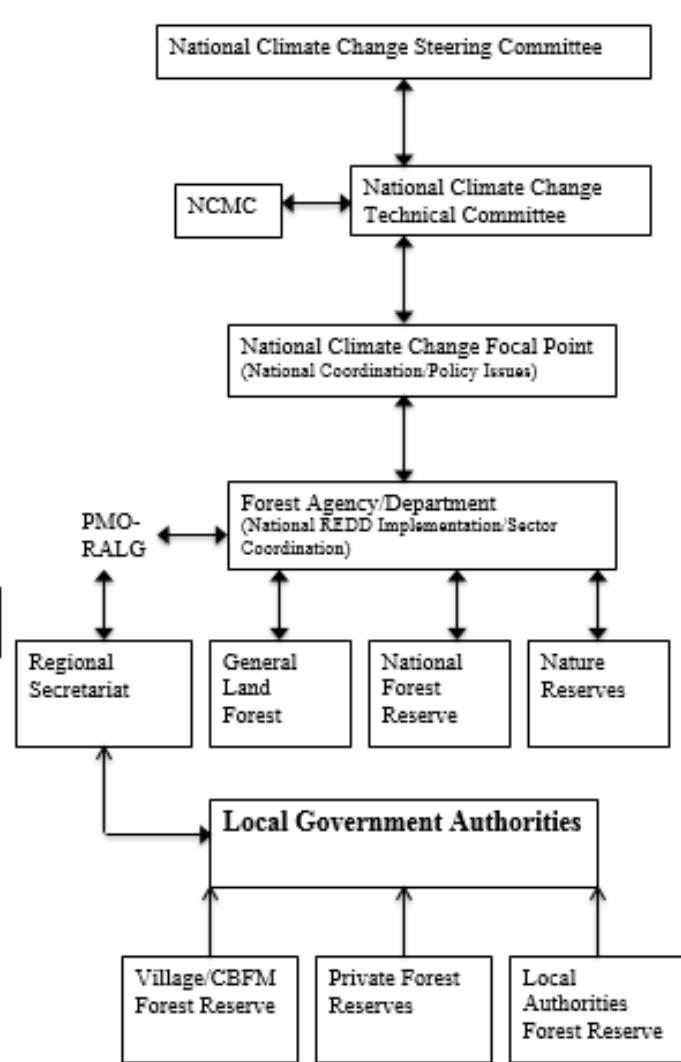 National Climate Change Steering Committee
NCMC
National Climate Change
Technical Committee
National Climate Change Focal Point
(National Coordination/Policy Issues)
PMO-
RALG
Forest Agency/Department
(National REDD Implementation/Sector
Coordination)
Regional
Secretariat
General
Land
Forest
National
Forest
Reserve
Nature
Reserves
Local Government Authorities
Village/CBFM
Forest Reserve
Private Forest
Reserves
Local
Authorities
Forest Reserve